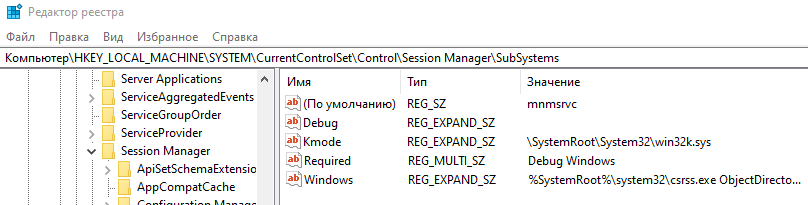 Редактор реестра
Файл Правка Вид Избранное Справка
Компьютер\HKEY_LOCAL_MACHINE\SYSTEM\CurrentControlSet\Control\Session Manager\SubSystems
Server Applications
ServiceAggregatedEvents
ServiceGroupOrder
ServiceProvider
Session Manager
ApiSetSchemaExtension
AppCompatCache
Configuration Manag
Имя Тип Значение
(По умолчанию) REG_SZ mnmsrvc
Debug REG_EXPAND_SZ
Kmode REG_EXPAND_SZ \SystemRoot\System32\win32k.sys
Required REG_MULTI_SZ Debug Windows
Windows REG_EXPAND_SZ %SystemRoot%\system32\csrss.exe ObjectDirecto...